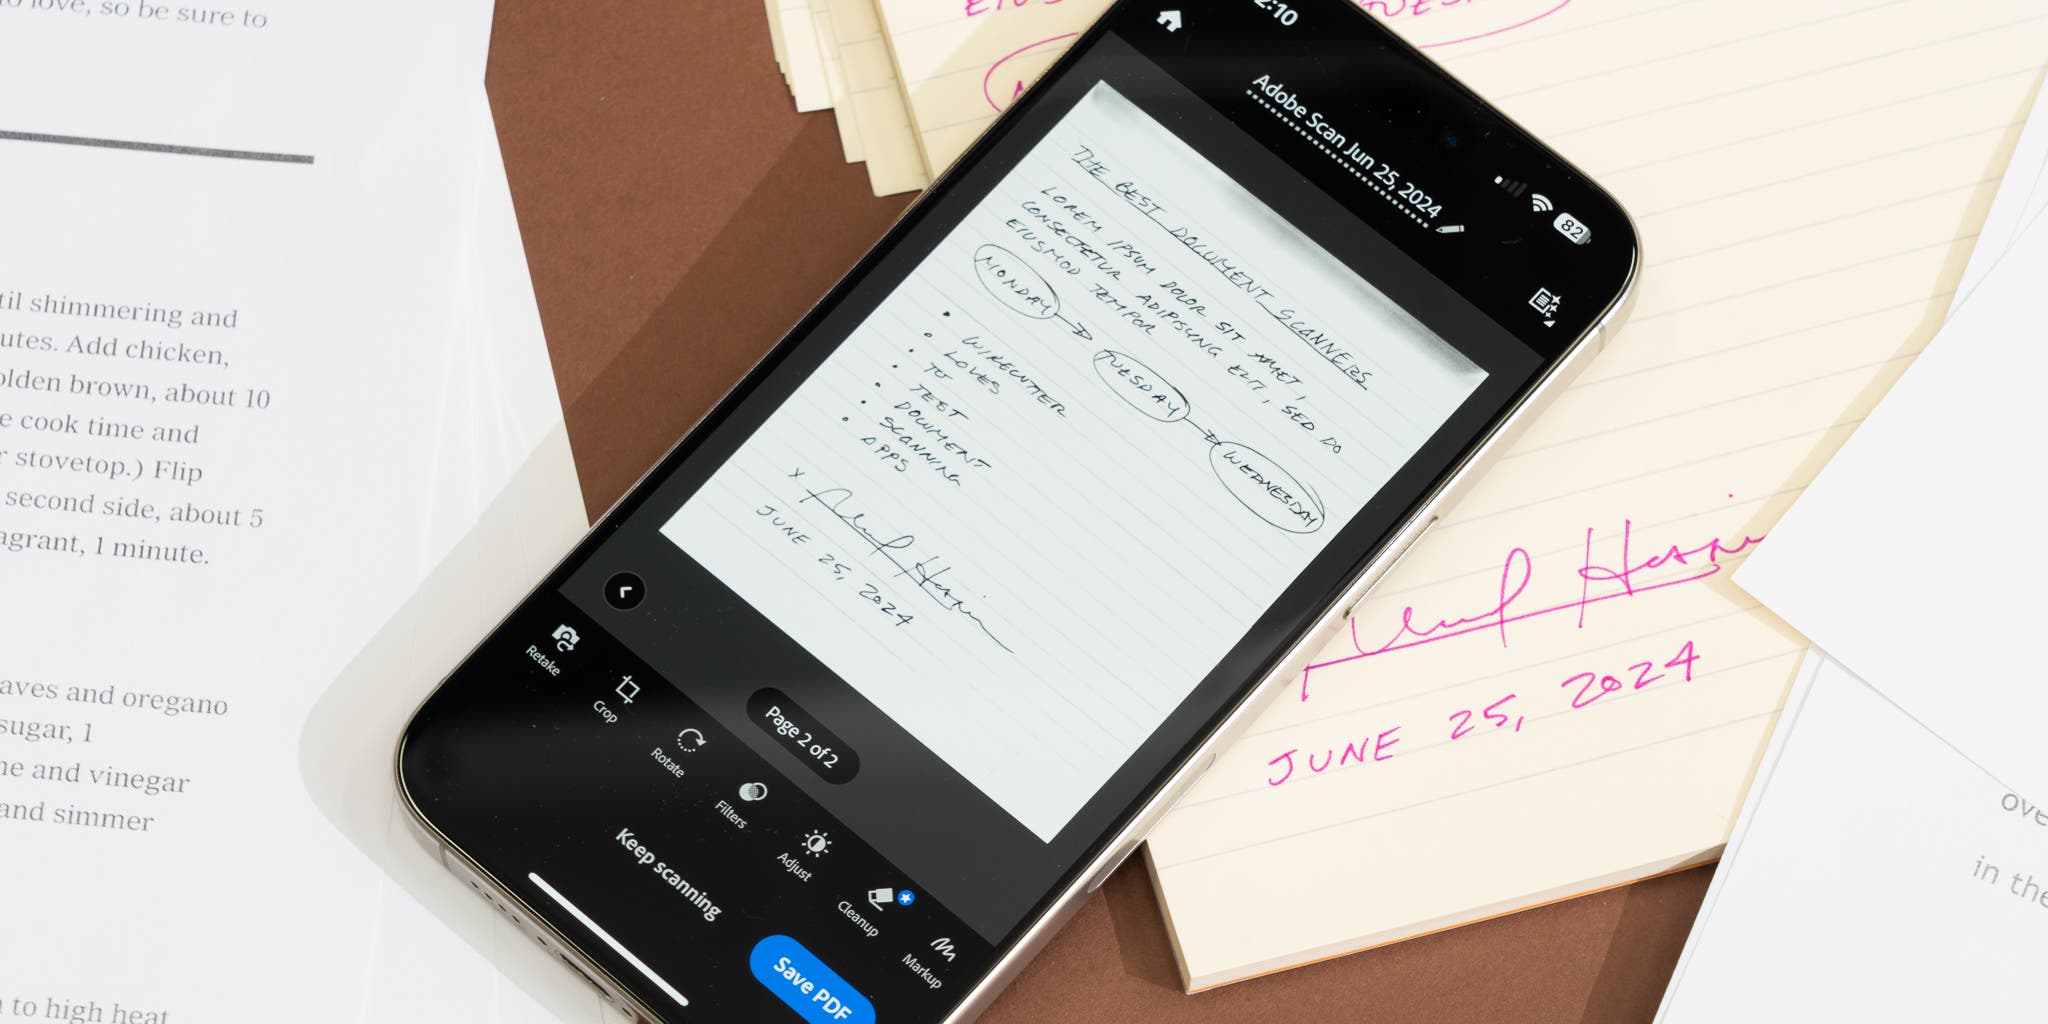 o love, so be sure to
til shimmering and
utes. Add chicken,
olden brown, about 10
e cook time and
r stovetop.) Flip
second side, about 5
agrant, 1 minute.
aves and oregano
sugar, 1
ne and vinegar
and simmer
n to high heat
2:10
82
Adobe Scan Jun 25, 2024
THE BEST DOCUMENT SCANNERS
LOREM IPSUM DOLOR SIT AMET,
CONSECTETUR ADIPISCING ELIT, SED DO
EIUSMOD TEMPOR
MONDAY → TUESDAY → WEDNESDAY
• WIRECUTTER
• LOVES
• TO
• TEST
• DOCUMENT
• SCANNING
• APPS
X
JUNE 25, 2024
Page 2 of 2
Retake
Crop
Rotate
Filters
Adjust
Cleanup
Markup
Keep scanning
Save PDF
JUNE 25, 2024
ove
in the